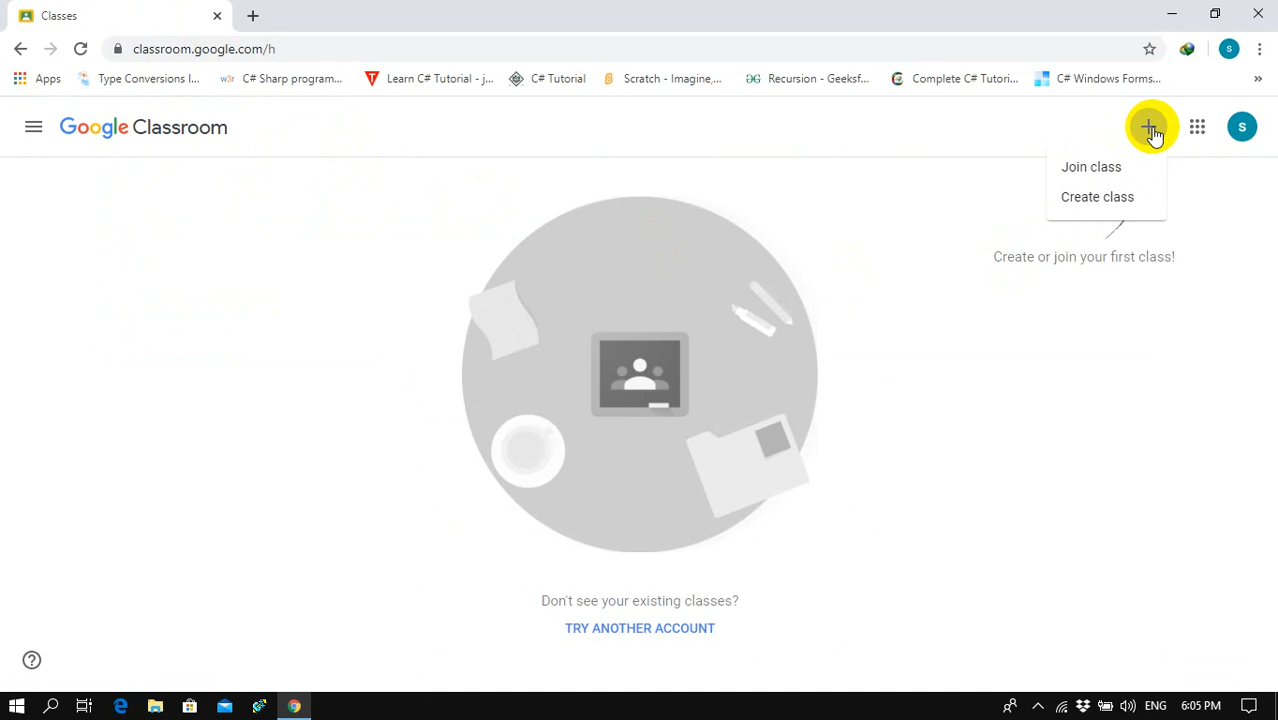 Classes
classroom.google.com/h
S
Apps
Type Conversions I...
w3r
C# Sharp program...
Learn C# Tutorial - j...
C# Tutorial
Scratch - Imagine,...
Recursion - Geeksf...
Complete C# Tutori...
C# Windows Forms...
»
Google Classroom
S
Join class
Create class
Create or join your first class!
Don't see your existing classes?
TRY ANOTHER ACCOUNT
ENG
6:05 PM